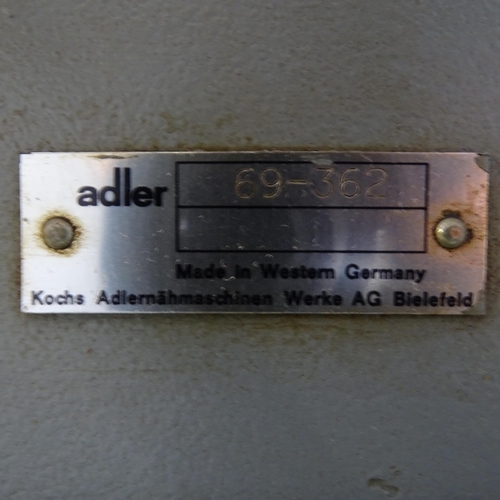 adler 69-362
Made in Western Germany
Kochs Adlernähmaschinen Werke AG Bielefeld